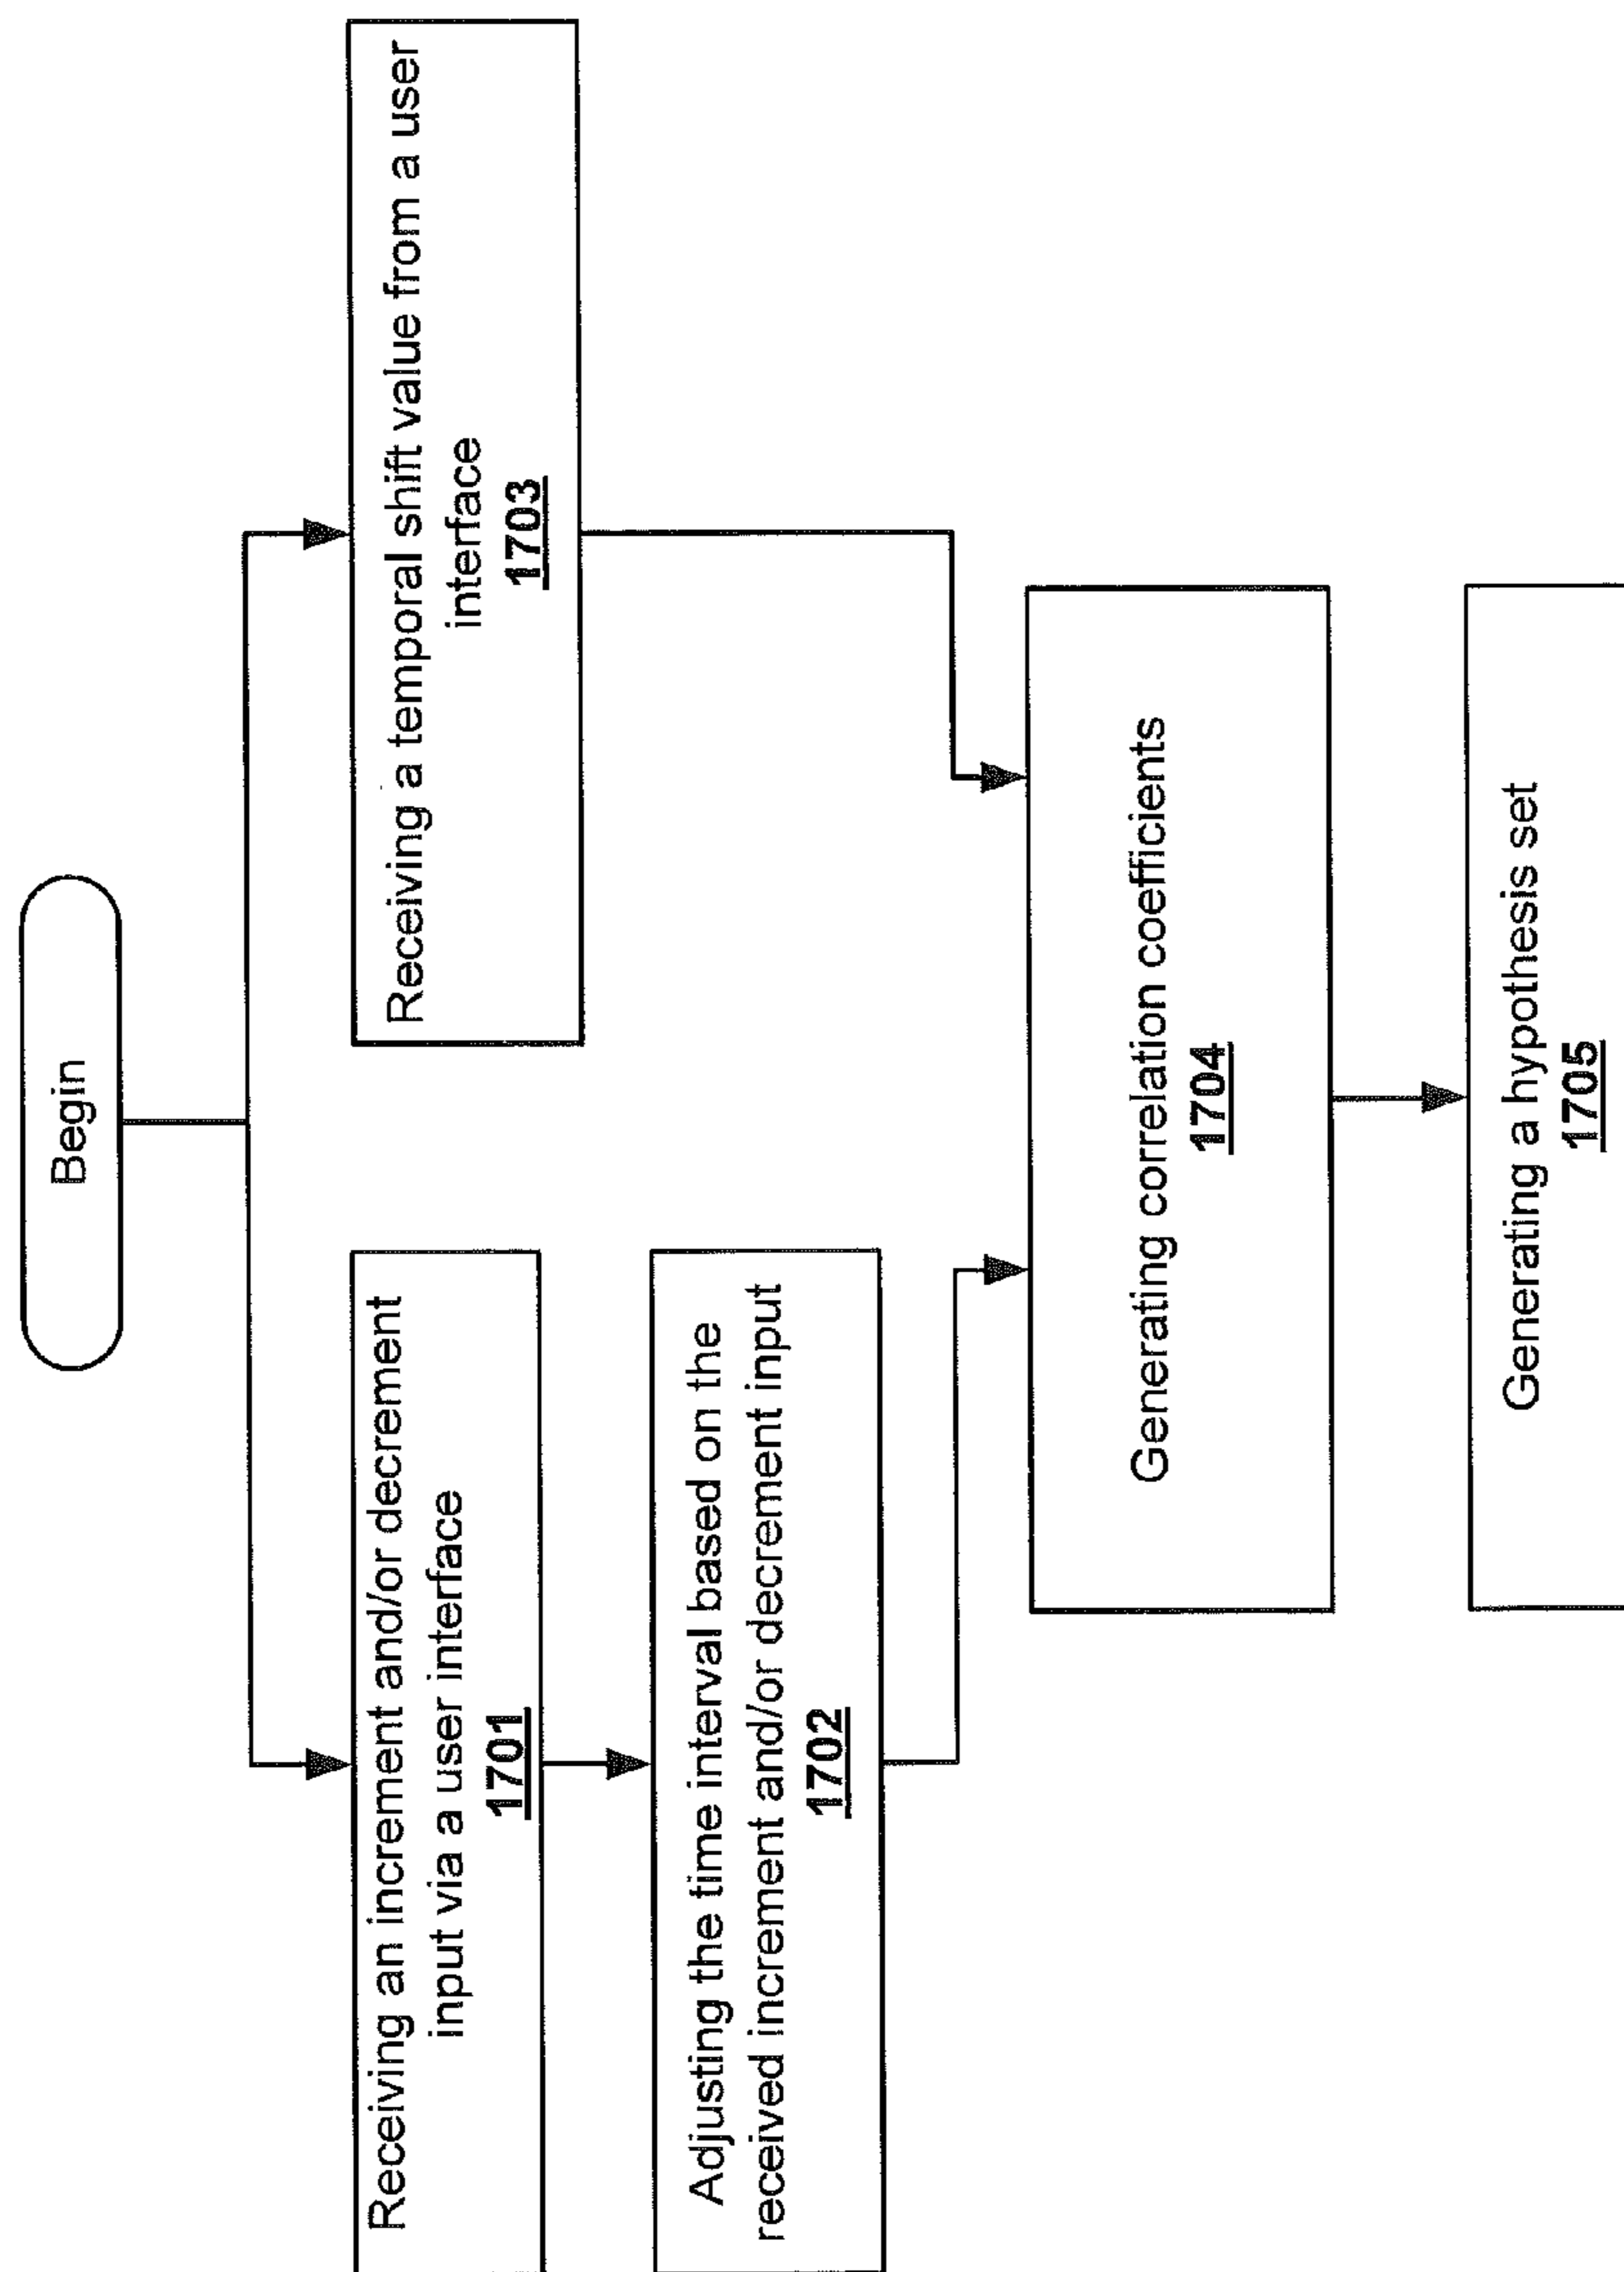 Begin
Receiving an increment and/or decrement
input via a user interface
1701
Adjusting the time interval based on the
received increment and/or decrement input
1702
Receiving a temporal shift value from a user
interface
1703
Generating correlation coefficients
1704
Generating a hypothesis set
1705